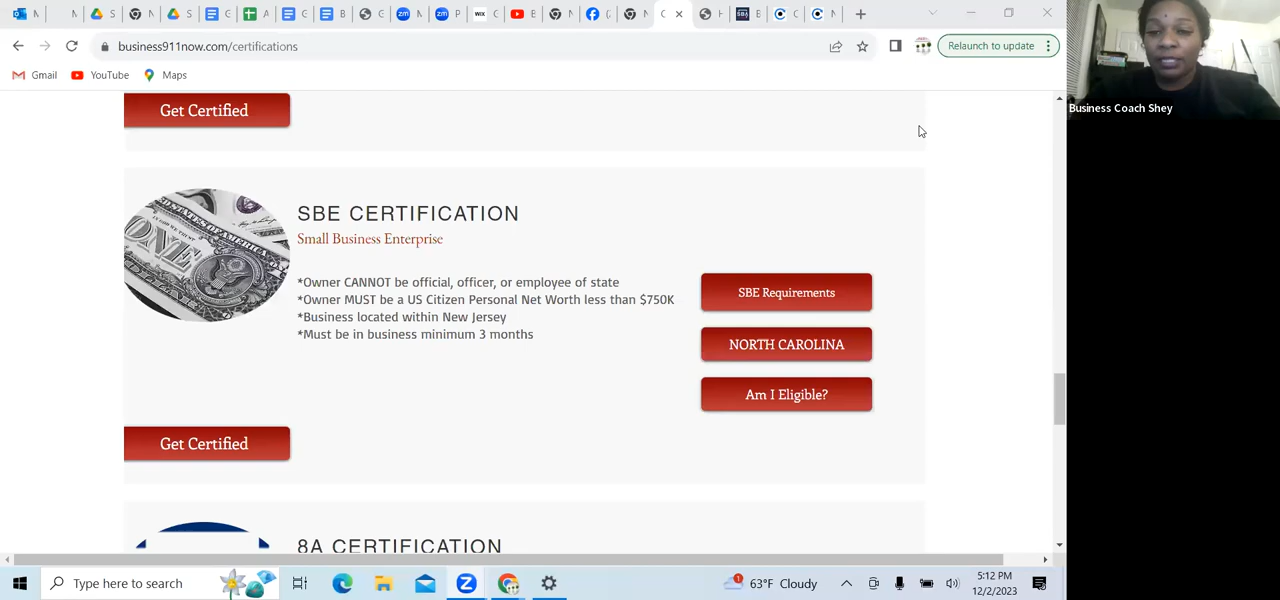 N
N
S
N
S
G
A
G
B
G
N
P
WIX
C
N
(
N
C
H
SBA
E
C
N
business911now.com/certifications
Relaunch to update
Gmail
YouTube
Maps
Business Coach Shey
Get Certified
SBE CERTIFICATION
Small Business Enterprise
*Owner CANNOT be official, officer, or employee of state
*Owner MUST be a US Citizen Personal Net Worth less than $750K
*Business located within New Jersey
*Must be in business minimum 3 months
SBE Requirements
NORTH CAROLINA
Am I Eligible?
Get Certified
8A CERTIFICATION
Type here to search
63°F Cloudy
5:12 PM
12/2/2023